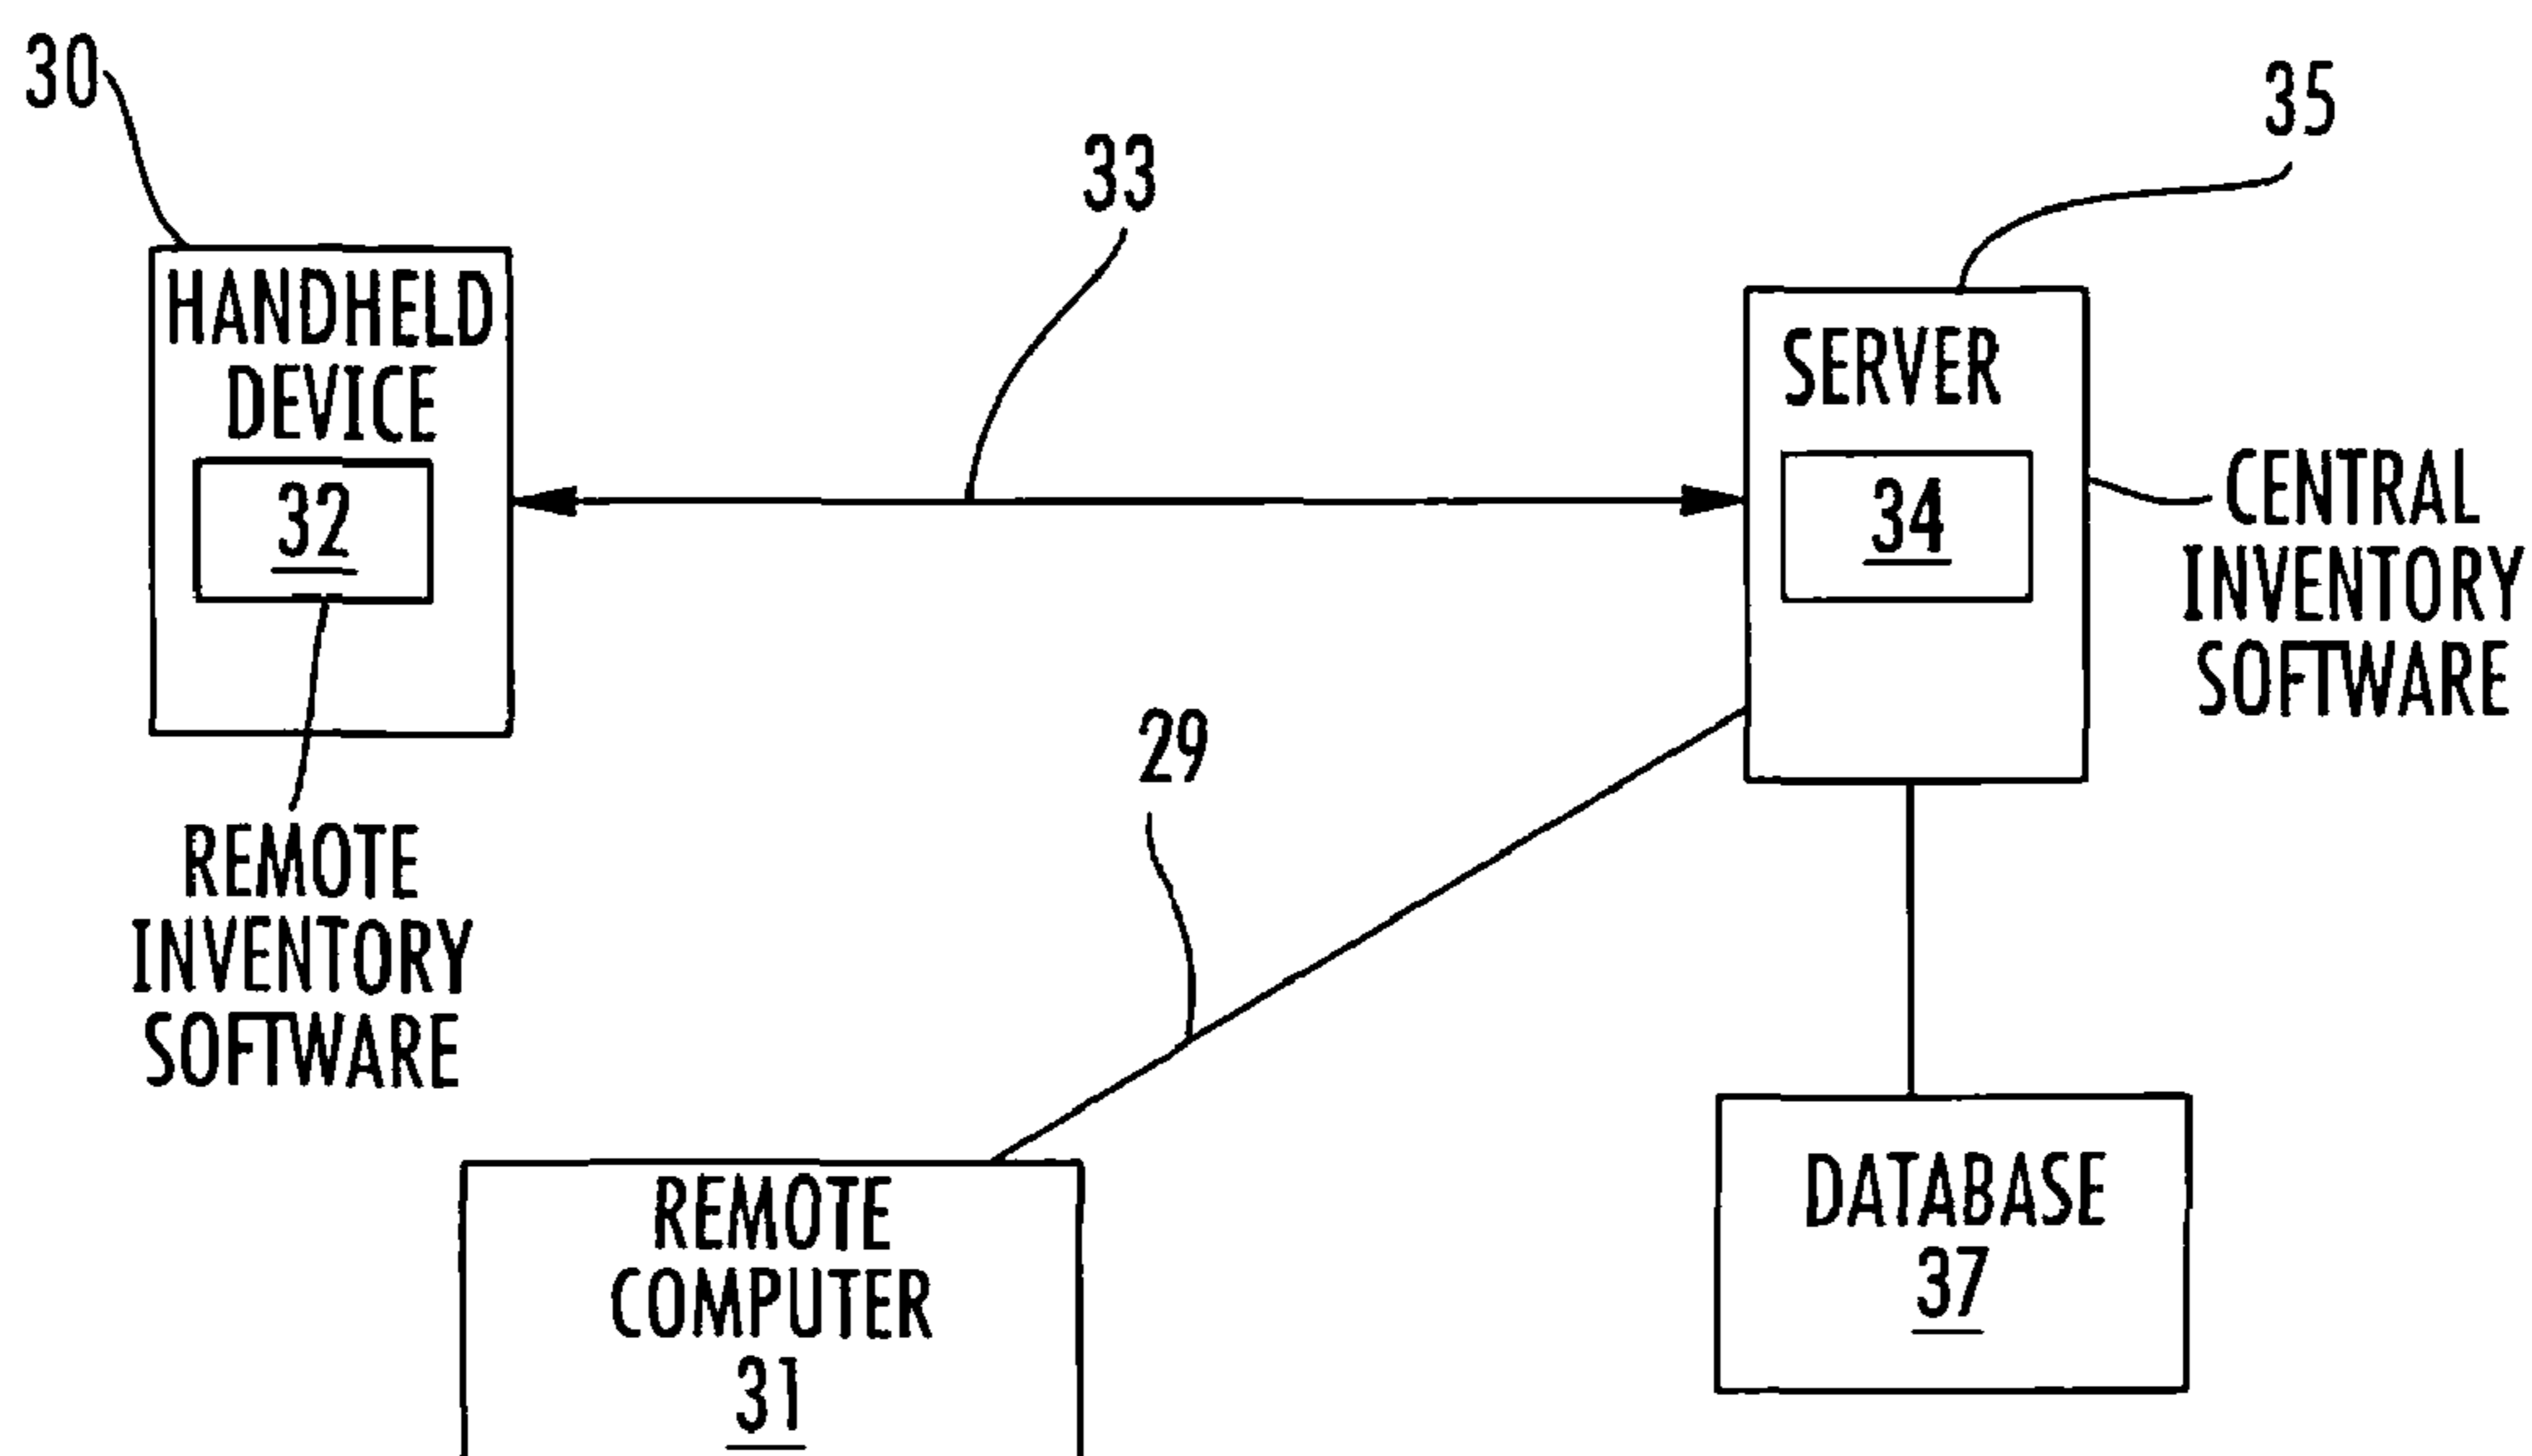 30
35
33
HANDHELD
DEVICE
32
SERVER
34
CENTRAL
INVENTORY
SOFTWARE
29
REMOTE
INVENTORY
SOFTWARE
REMOTE
COMPUTER
31
DATABASE
37